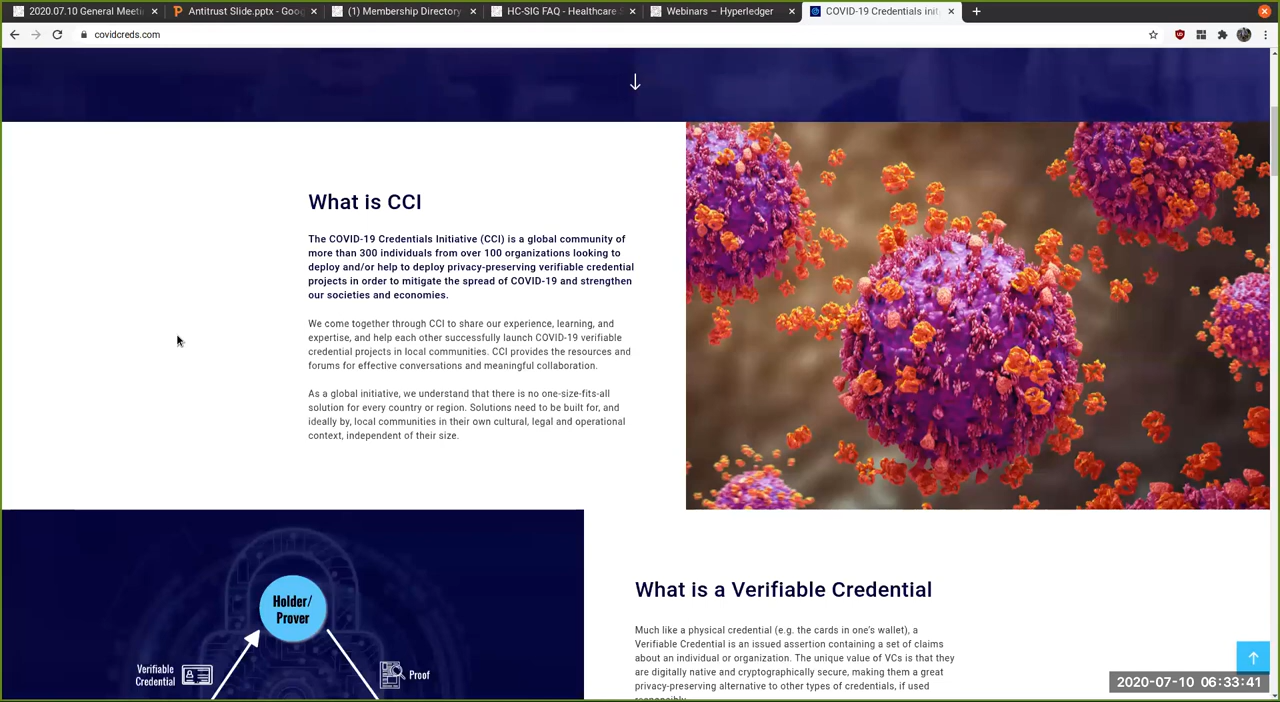 2020.07.10 General Meeti
Antitrust Slide.pptx - Goog
(1) Membership Directory
HC-SIG FAQ - Healthcare S
Webinars – Hyperledger
COVID-19 Credentials Init
covidcreds.com
What is CCI
The COVID-19 Credentials Initiative (CCI) is a global community of
more than 300 individuals from over 100 organizations looking to
deploy and/or help to deploy privacy-preserving verifiable credential
projects in order to mitigate the spread of COVID-19 and strengthen
our societies and economies.
We come together through CCI to share our experience, learning, and
expertise, and help each other successfully launch COVID-19 verifiable
credential projects in local communities. CCI provides the resources and
forums for effective conversations and meaningful collaboration.
As a global initiative, we understand that there is no one-size-fits-all
solution for every country or region. Solutions need to be built for, and
ideally by, local communities in their own cultural, legal and operational
context, independent of their size.
Holder/
Prover
Verifiable
Credential
Proof
What is a Verifiable Credential
Much like a physical credential (e.g. the cards in one's wallet), a
Verifiable Credential is an issued assertion containing a set of claims
about an individual or organization. The unique value of VCs is that they
are digitally native and cryptographically secure, making them a great
privacy-preserving alternative to other types of credentials, if used
responsibly.
2020-07-10 06:33:41